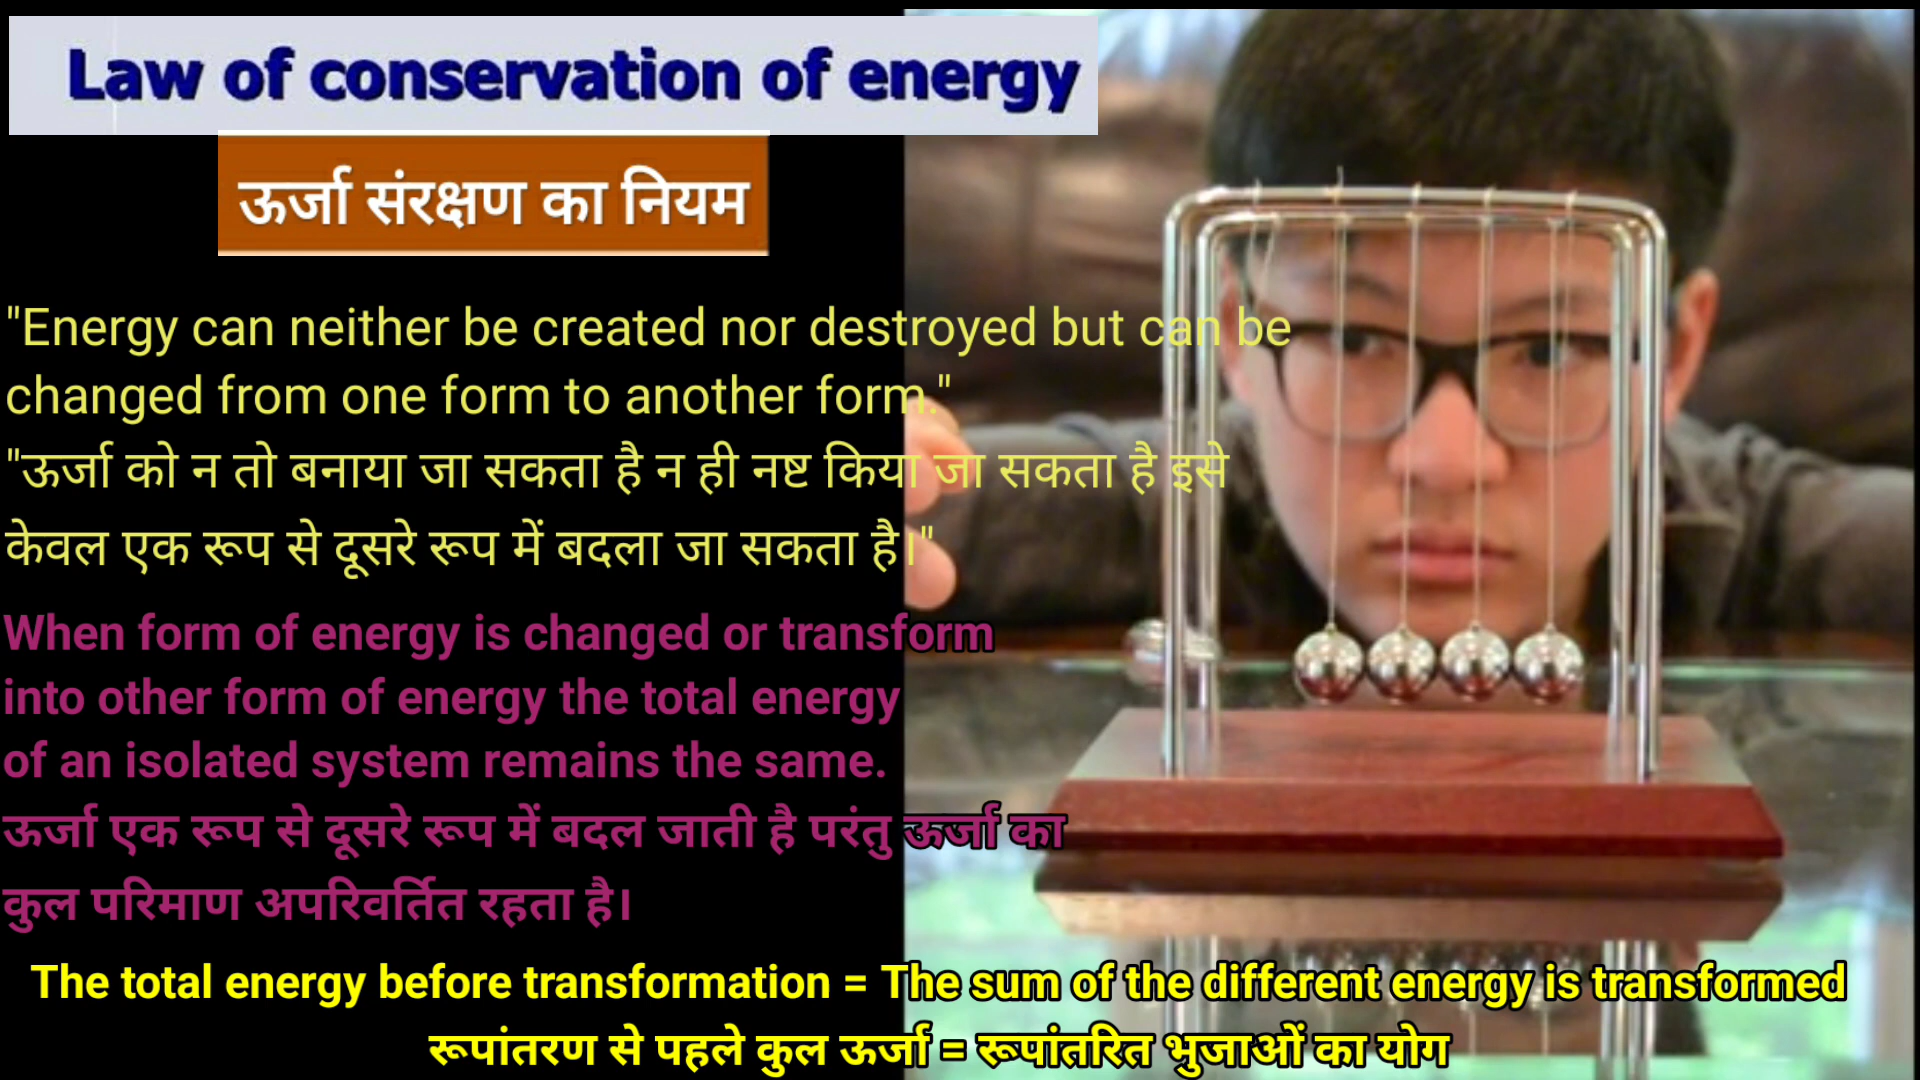 Law of conservation of energy
ऊर्जा संरक्षण का नियम
"Energy can neither be created nor destroyed but can be
changed from one form to another form."
"ऊर्जा को न तो बनाया जा सकता है न ही नष्ट किया जा सकता है इसे
केवल एक रूप से दूसरे रूप में बदला जा सकता है।"
When form of energy is changed or transform
into other form of energy the total energy
of an isolated system remains the same.
ऊर्जा एक रूप से दूसरे रूप में बदल जाती है परंतु ऊर्जा का
कुल परिमाण अपरिवर्तित रहता है।
The total energy before transformation = The sum of the different energy is transformed
रूपांतरण से पहले कुल ऊर्जा = रूपांतरित भुजाओं का योग